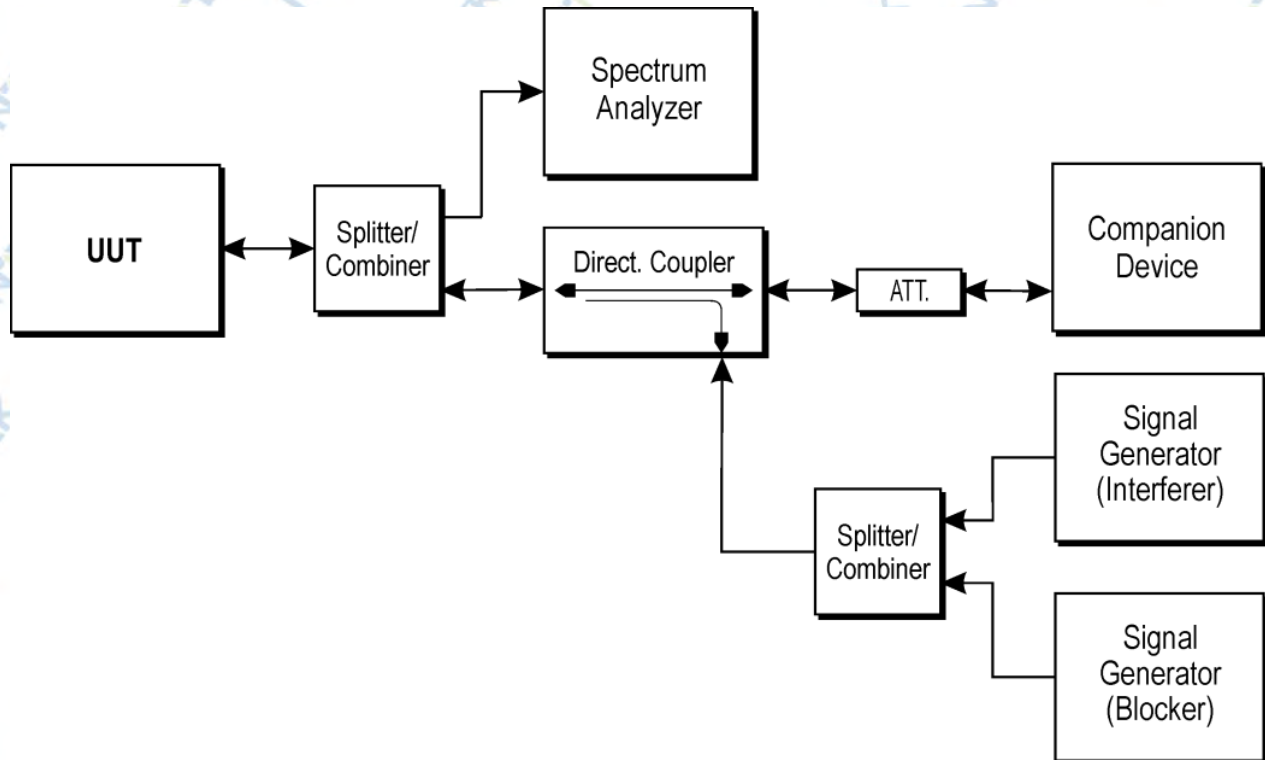 Spectrum
Analyzer
UUT
Splitter/
Combiner
Direct. Coupler
ATT.
Companion
Device
Signal
Generator
(Interferer)
Splitter/
Combiner
Signal
Generator
(Blocker)